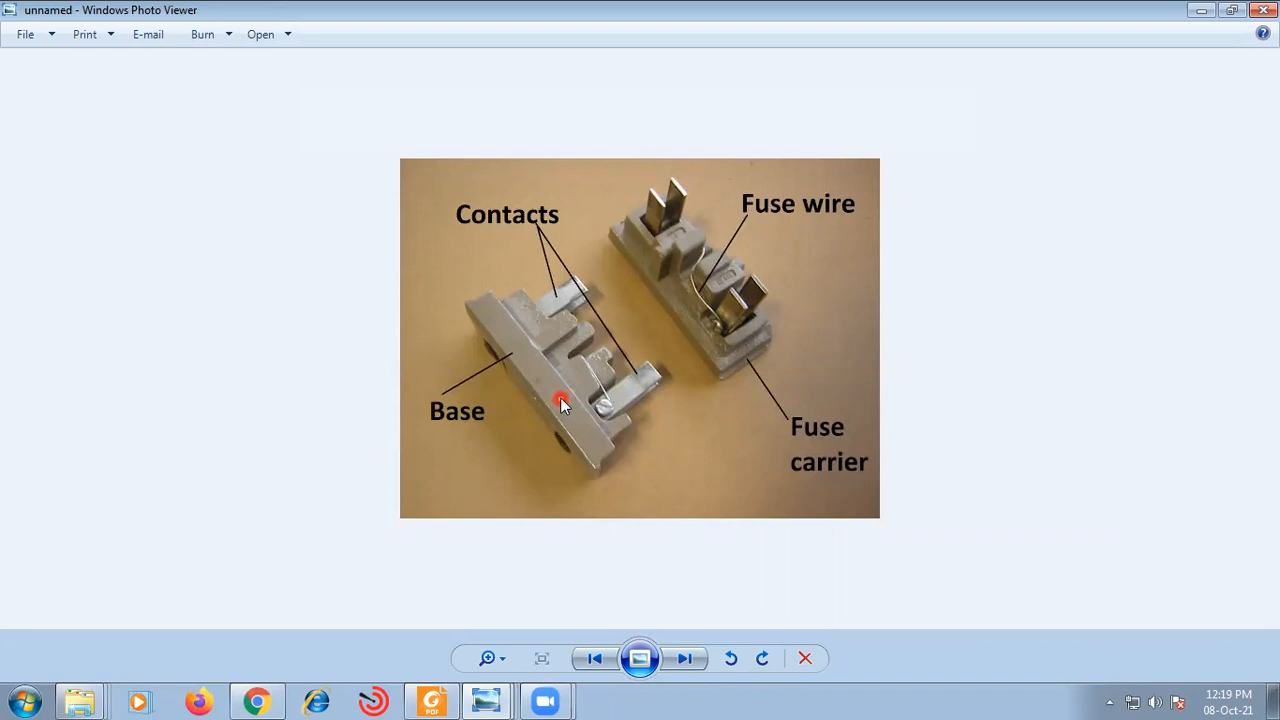 unnamed - Windows Photo Viewer
File Print E-mail Burn Open
Contacts
Fuse wire
Base
Fuse
carrier
PDF
12:19 PM
08-Oct-21